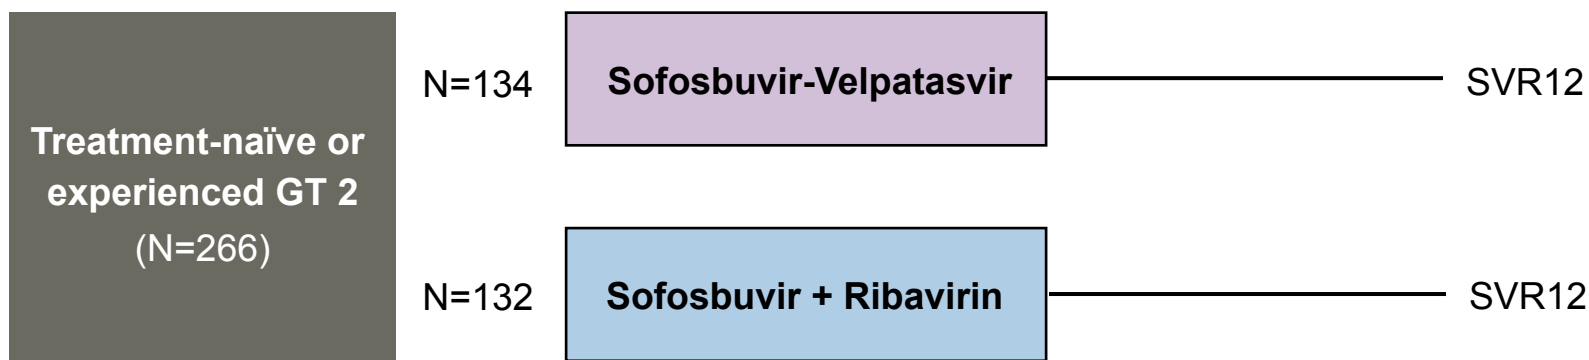 Treatment-naïve or
experienced GT 2
(N=266)
N=134
Sofosbuvir-Velpatasvir
SVR12
N=132
Sofosbuvir + Ribavirin
SVR12